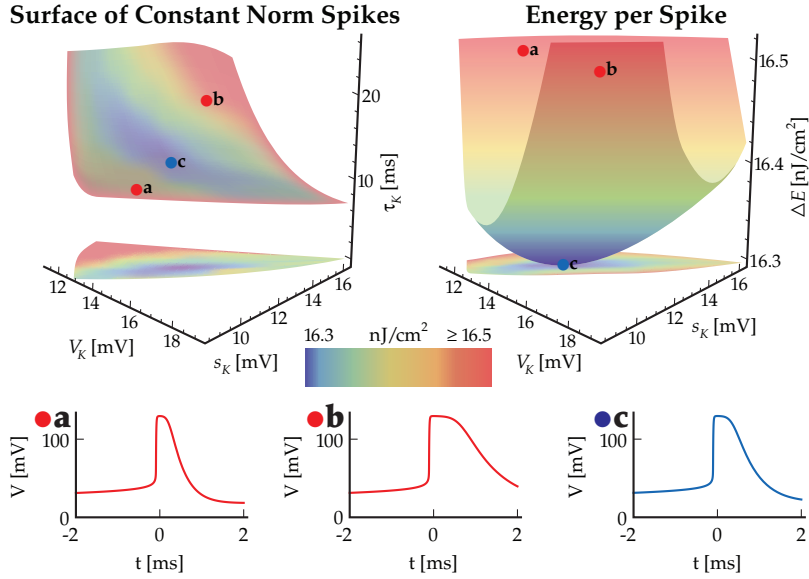 Surface of Constant Norm Spikes
Energy per Spike
a
b
c
20
10
τK [ms]
12
14
16
18
VK [mV]
10
12
14
16
sK [mV]
a
b
c
16.5
16.4
16.3
ΔE [nJ/cm²]
12
14
16
18
VK [mV]
10
12
14
16
sK [mV]
16.3 nJ/cm² ≥ 16.5
a
V [mV]
100
0
-2 0 2
t [ms]
b
V [mV]
100
0
-2 0 2
t [ms]
c
V [mV]
100
0
-2 0 2
t [ms]